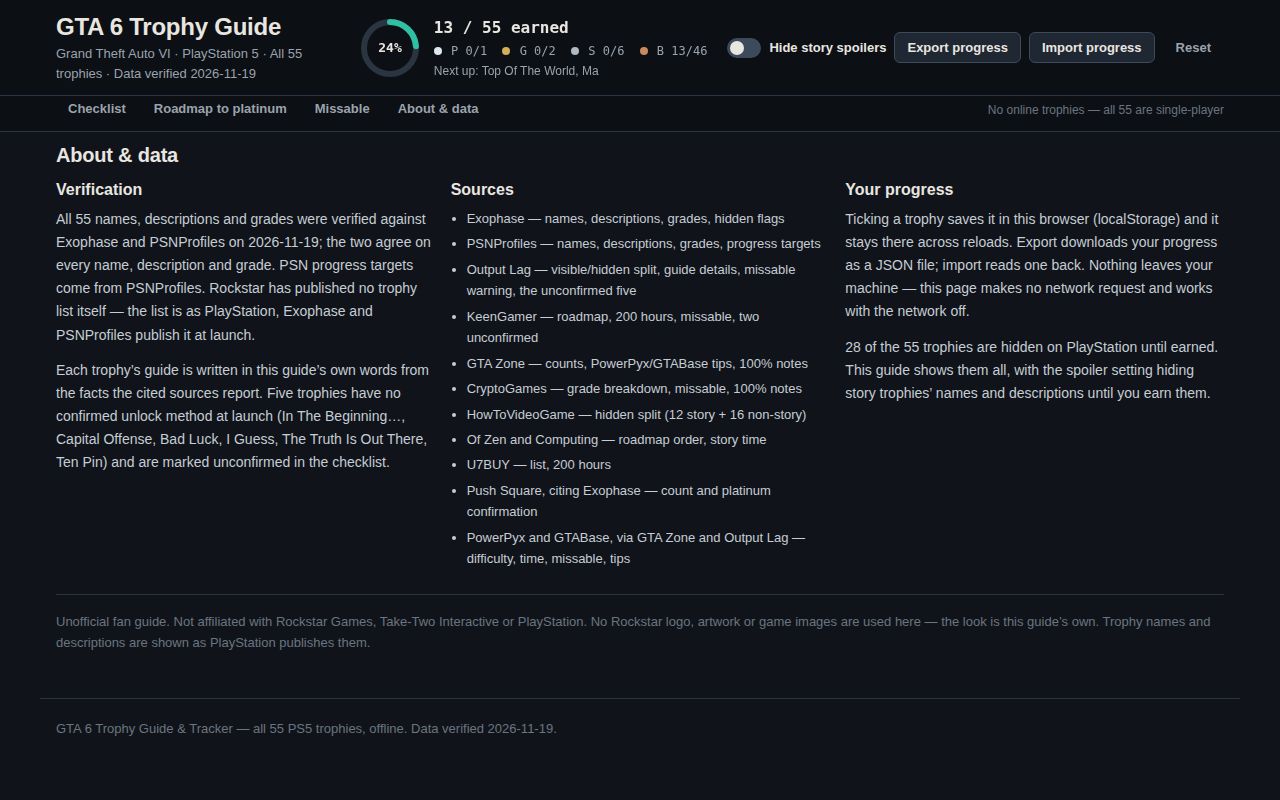 GTA 6 Trophy Guide
Grand Theft Auto VI · PlayStation 5 · All 55
trophies · Data verified 2026-11-19
24%
13 / 55 earned
P 0/1 G 0/2 S 0/6 B 13/46
Next up: Top Of The World, Ma
Hide story spoilers
Export progress
Import progress
Reset
Checklist
Roadmap to platinum
Missable
About & data
No online trophies — all 55 are single-player
About & data
Verification
All 55 names, descriptions and grades were verified against
Exophase and PSNProfiles on 2026-11-19; the two agree on
every name, description and grade. PSN progress targets
come from PSNProfiles. Rockstar has published no trophy
list itself — the list is as PlayStation, Exophase and
PSNProfiles publish it at launch.
Each trophy’s guide is written in this guide’s own words from
the facts the cited sources report. Five trophies have no
confirmed unlock method at launch (In The Beginning…,
Capital Offense, Bad Luck, I Guess, The Truth Is Out There,
Ten Pin) and are marked unconfirmed in the checklist.
Sources
• Exophase — names, descriptions, grades, hidden flags
• PSNProfiles — names, descriptions, grades, progress targets
• Output Lag — visible/hidden split, guide details, missable
warning, the unconfirmed five
• KeenGamer — roadmap, 200 hours, missable, two
unconfirmed
• GTA Zone — counts, PowerPyx/GTABase tips, 100% notes
• CryptoGames — grade breakdown, missable, 100% notes
• HowToVideoGame — hidden split (12 story + 16 non-story)
• Of Zen and Computing — roadmap order, story time
• U7BUY — list, 200 hours
• Push Square, citing Exophase — count and platinum
confirmation
• PowerPyx and GTABase, via GTA Zone and Output Lag —
difficulty, time, missable, tips
Your progress
Ticking a trophy saves it in this browser (localStorage) and it
stays there across reloads. Export downloads your progress
as a JSON file; import reads one back. Nothing leaves your
machine — this page makes no network request and works
with the network off.
28 of the 55 trophies are hidden on PlayStation until earned.
This guide shows them all, with the spoiler setting hiding
story trophies’ names and descriptions until you earn them.
Unofficial fan guide. Not affiliated with Rockstar Games, Take-Two Interactive or PlayStation. No Rockstar logo, artwork or game images are used here — the look is this guide’s own. Trophy names and
descriptions are shown as PlayStation publishes them.
GTA 6 Trophy Guide & Tracker — all 55 PS5 trophies, offline. Data verified 2026-11-19.